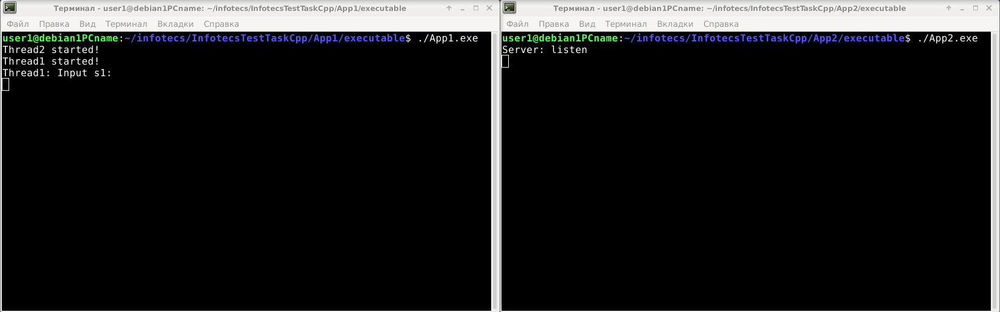 Терминал - user1@debian1PCname: ~/infotecs/InfotecsTestTaskCpp/App1/executable
Файл Правка Вид Терминал Вкладки Справка
user1@debian1PCname:~/infotecs/InfotecsTestTaskCpp/App1/executable$ ./App1.exe
Thread2 started!
Thread1 started!
Thread1: Input s1:
Терминал - user1@debian1PCname: ~/infotecs/InfotecsTestTaskCpp/App2/executable
Файл Правка Вид Терминал Вкладки Справка
user1@debian1PCname:~/infotecs/InfotecsTestTaskCpp/App2/executable$ ./App2.exe
Server: listen